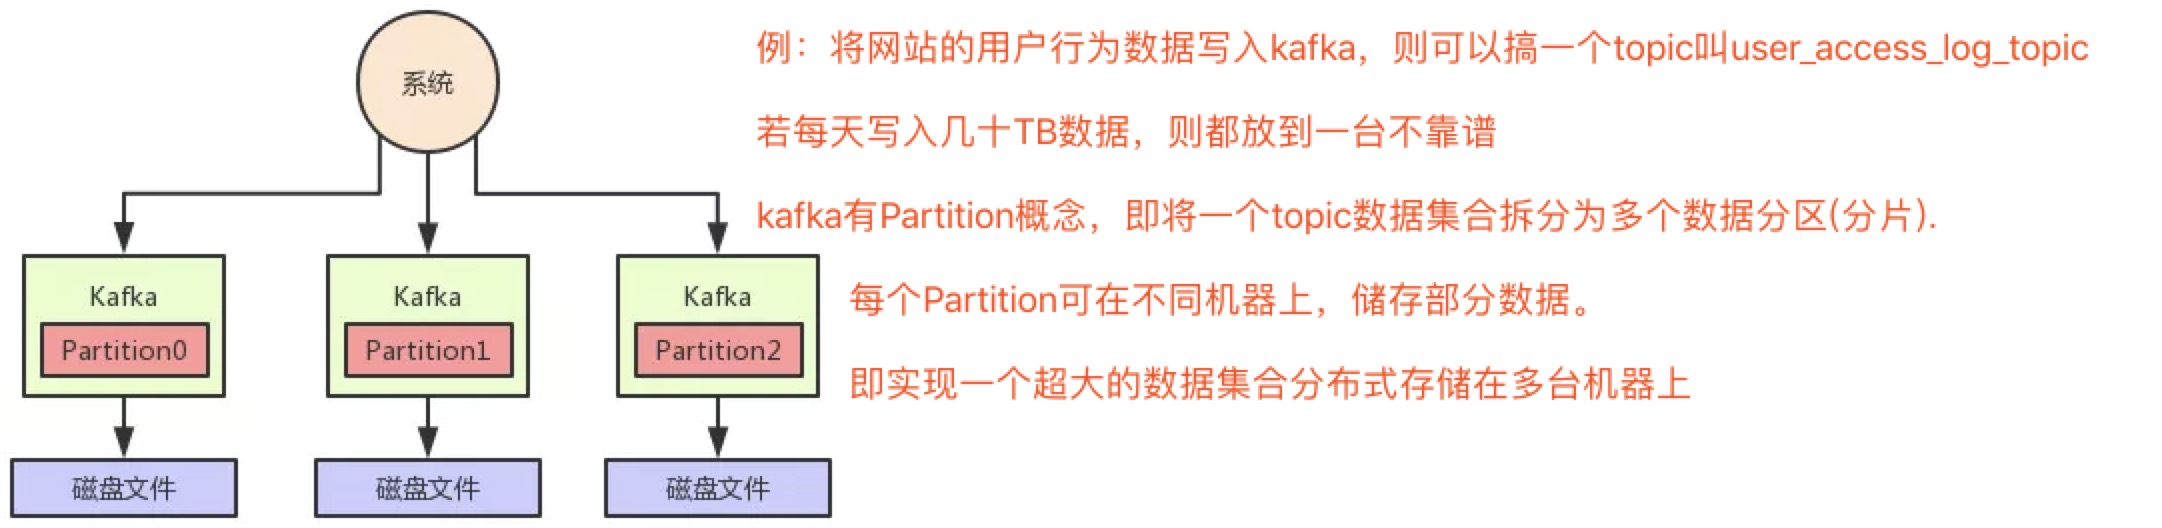 系统
例：将网站的用户行为数据写入kafka，则可以搞一个topic叫user_access_log_topic
若每天写入几十TB数据，则都放到一台不靠谱
kafka有Partition概念，即将一个topic数据集合拆分为多个数据分区(分片).
每个Partition可在不同机器上，储存部分数据。
即实现一个超大的数据集合分布式存储在多台机器上
Kafka
Partition0
Kafka
Partition1
Kafka
Partition2
磁盘文件
磁盘文件
磁盘文件